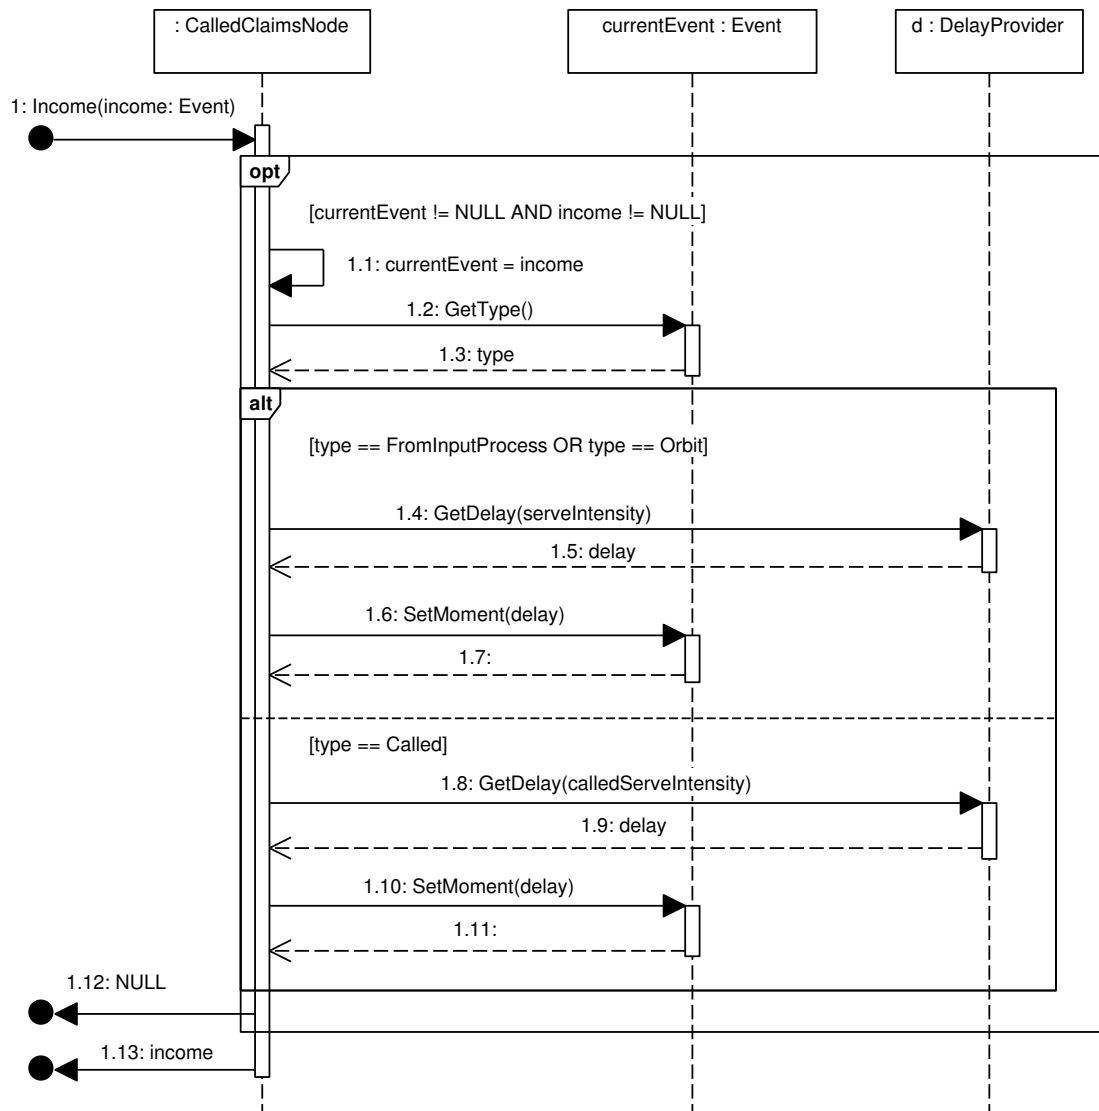 : CalledClaimsNode
currentEvent : Event
d : DelayProvider
1: Income(income: Event)
opt
[currentEvent != NULL AND income != NULL]
1.1: currentEvent = income
1.2: GetType()
1.3: type
alt
[type == FromInputProcess OR type == Orbit]
1.4: GetDelay(serveIntensity)
1.5: delay
1.6: SetMoment(delay)
1.7:
[type == Called]
1.8: GetDelay(calledServeIntensity)
1.9: delay
1.10: SetMoment(delay)
1.11:
1.12: NULL
1.13: income